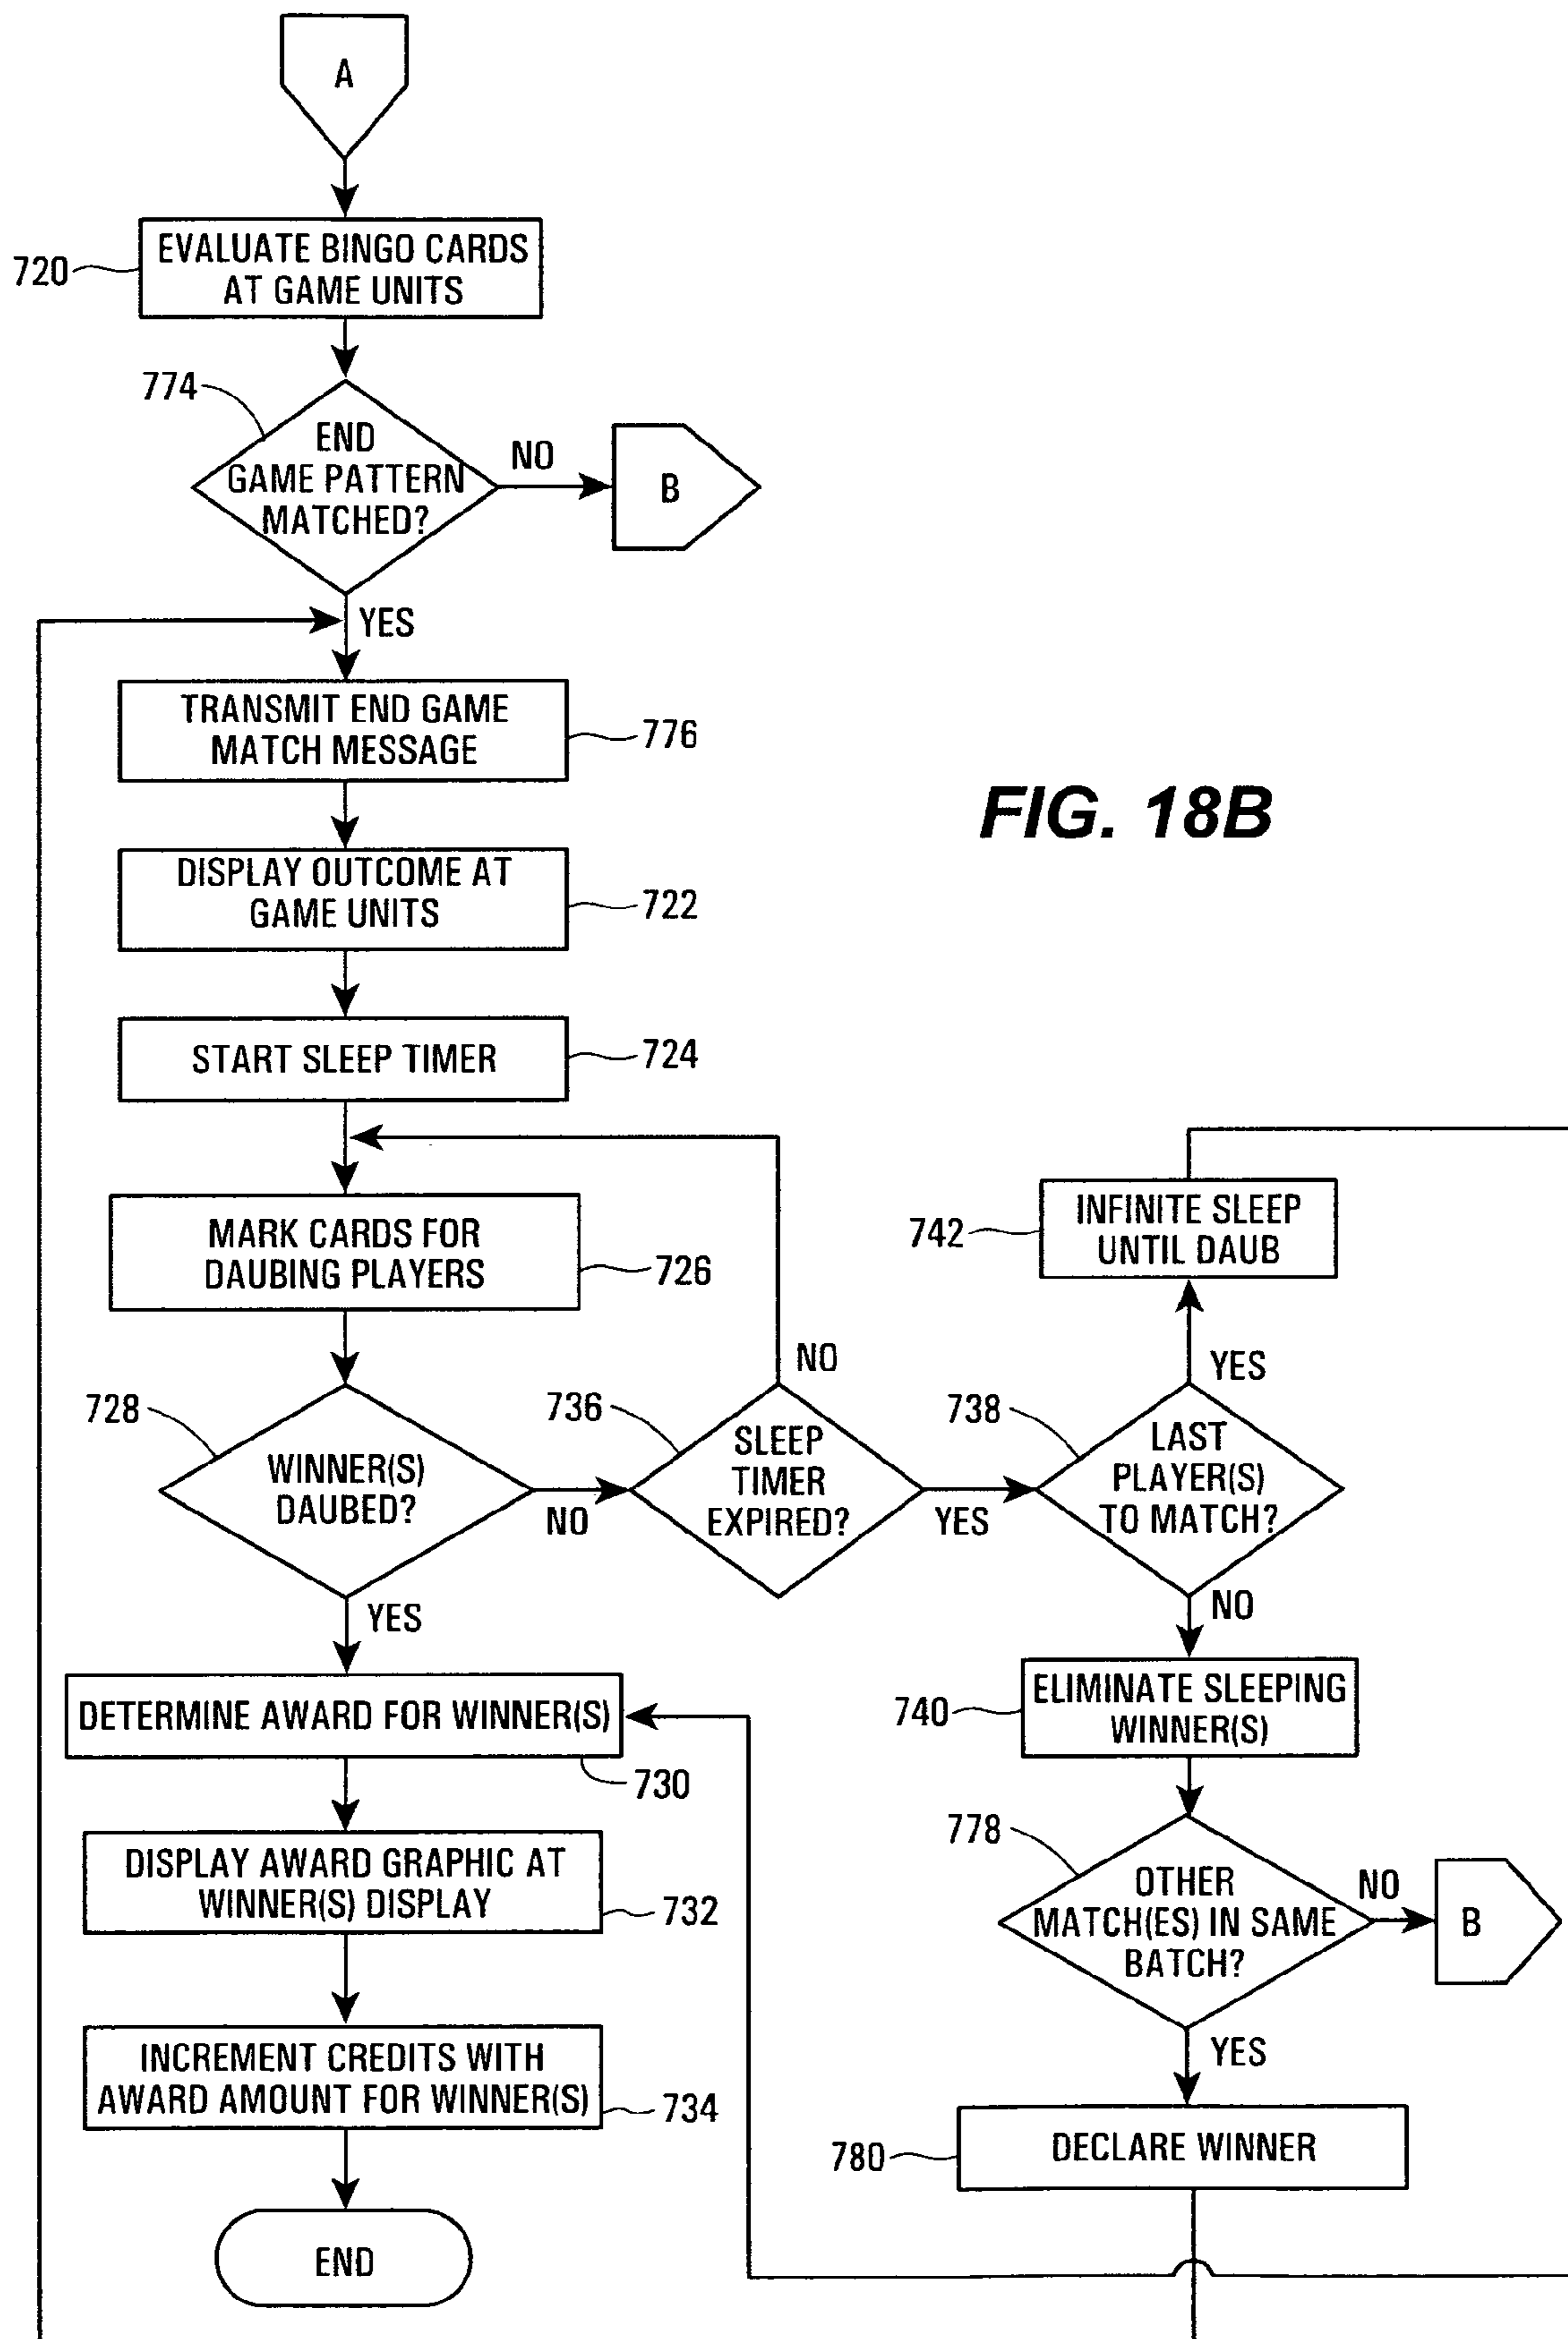 A
720
EVALUATE BINGO CARDS
AT GAME UNITS
774
END
GAME PATTERN
MATCHED?
NO
B
YES
TRANSMIT END GAME
MATCH MESSAGE
776
FIG. 18B
DISPLAY OUTCOME AT
GAME UNITS
722
START SLEEP TIMER
724
MARK CARDS FOR
DAUBING PLAYERS
726
742
INFINITE SLEEP
UNTIL DAUB
728
WINNER(S)
DAUBED?
NO
736
SLEEP
TIMER
EXPIRED?
NO
YES
738
LAST
PLAYER(S)
TO MATCH?
YES
NO
YES
DETERMINE AWARD FOR WINNER(S)
730
740
ELIMINATE SLEEPING
WINNER(S)
DISPLAY AWARD GRAPHIC AT
WINNER(S) DISPLAY
732
778
OTHER
MATCH(ES) IN SAME
BATCH?
NO
B
YES
INCREMENT CREDITS WITH
AWARD AMOUNT FOR WINNER(S)
734
780
DECLARE WINNER
END